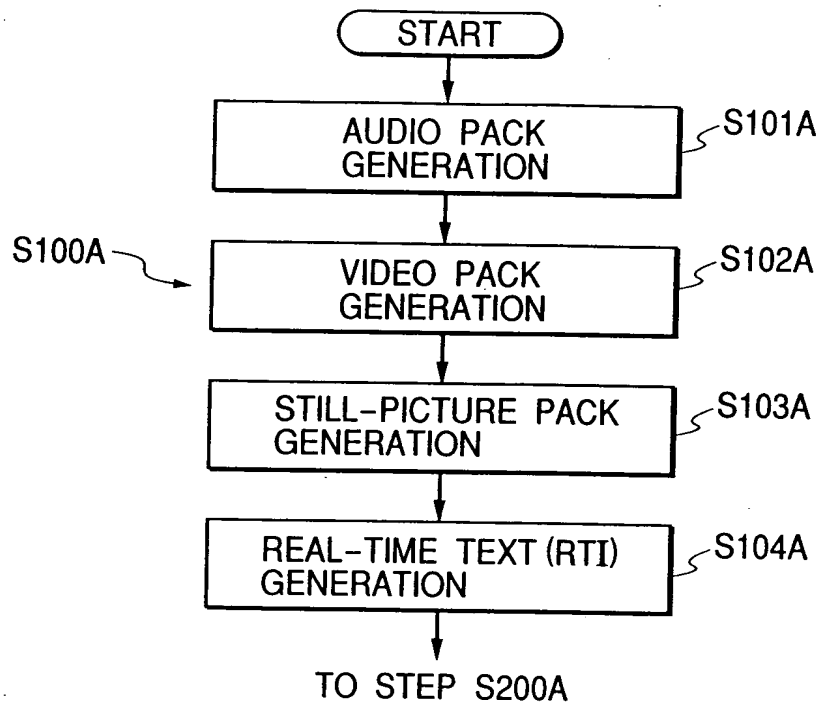 START
AUDIO PACK
GENERATION
S101A
S100A
VIDEO PACK
GENERATION
S102A
STILL-PICTURE PACK
GENERATION
S103A
REAL-TIME TEXT (RTI)
GENERATION
S104A
TO STEP S200A